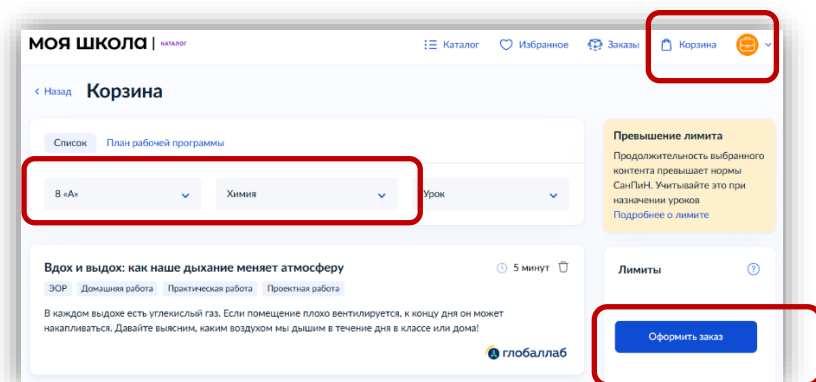 МОЯ ШКОЛА | КАТАЛОГ
Каталог
Избранное
Заказы
Корзина
Назад
Корзина
Список
План рабочей программы
8 «А»
Химия
Урок
Превышение лимита
Продолжительность выбранного
контента превышает нормы
СанПиН. Учитывайте это при
назначении уроков
Подробнее о лимите
Вдох и выдох: как наше дыхание меняет атмосферу
5 минут
ЭОР
Домашняя работа
Практическая работа
Проектная работа
В каждом выдохе есть углекислый газ. Если помещение плохо вентилируется, к концу дня он может
накапливаться. Давайте выясним, каким воздухом мы дышим в течение дня в классе или дома!
глобаллаб
Лимиты
?
Оформить заказ